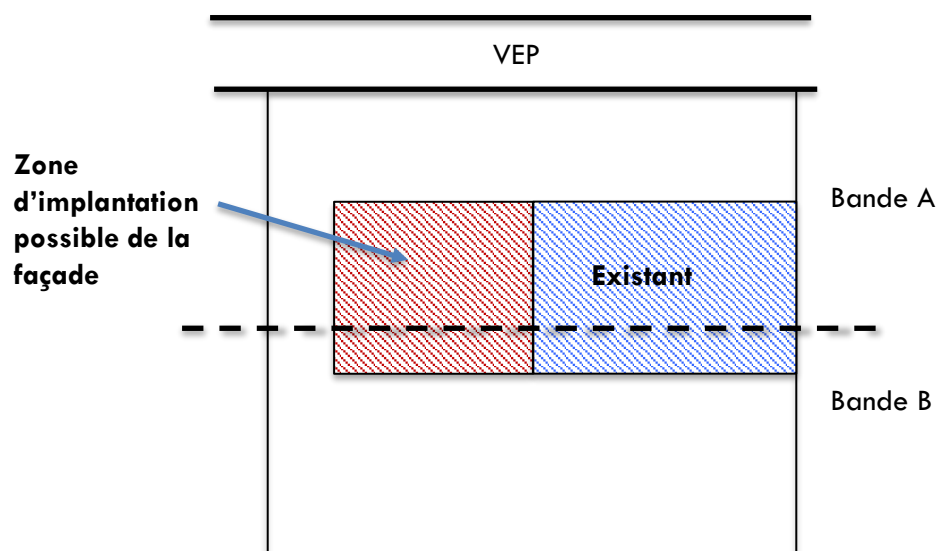 VEP
Zone
d'implantation
possible de la
façade
Bande A
Existant
Bande B